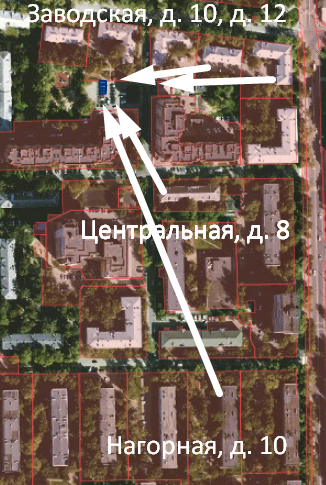 Заводская, д. 10, д. 12
Центральная, д. 8
Нагорная, д. 10